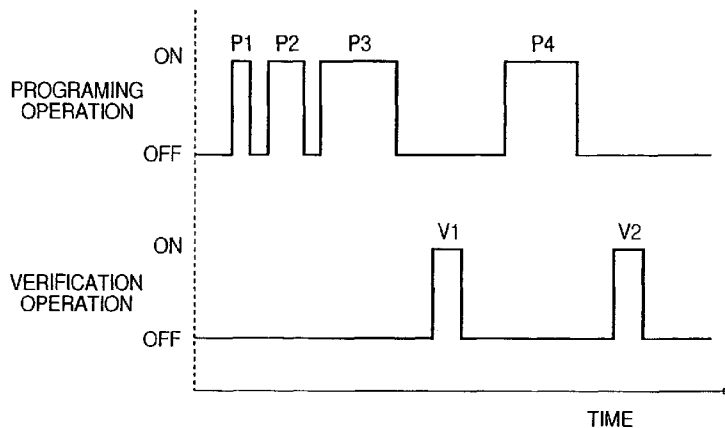 P1 P2 P3 P4
ON
PROGRAMING
OPERATION
OFF
V1 V2
ON
VERIFICATION
OPERATION
OFF
TIME